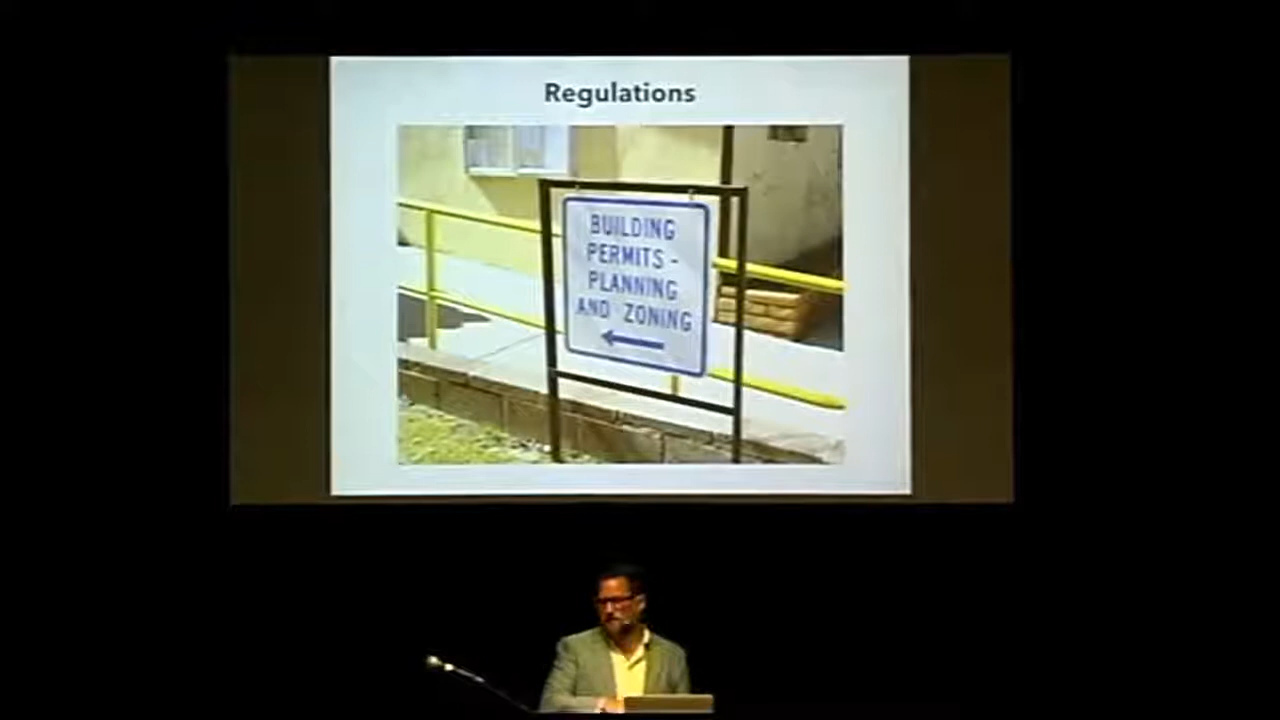 Regulations
BUILDING
PERMITS -
PLANNING
AND ZONING